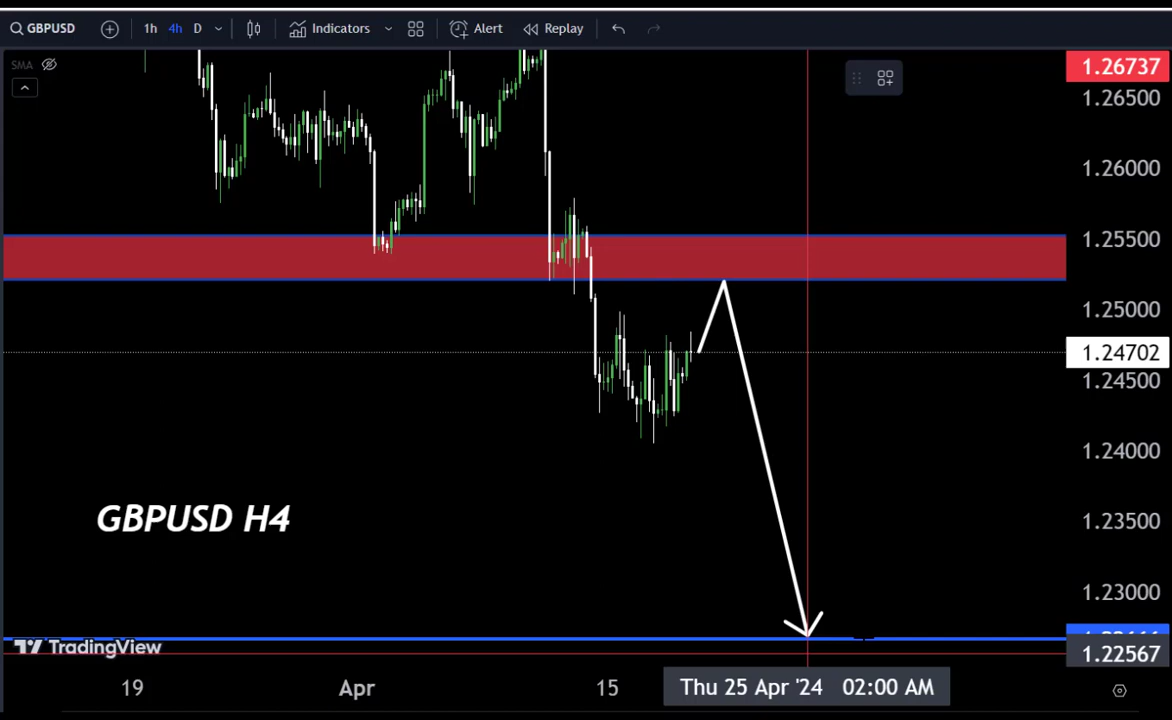 GBPUSD 1h 4h D Indicators Alert Replay
SMA
1.26737
1.26500
1.26000
1.25500
1.25000
1.24702
1.24500
1.24000
1.23500
1.23000
1.22567
GBPUSD H4
TradingView
19 Apr 15 Thu 25 Apr '24 02:00 AM